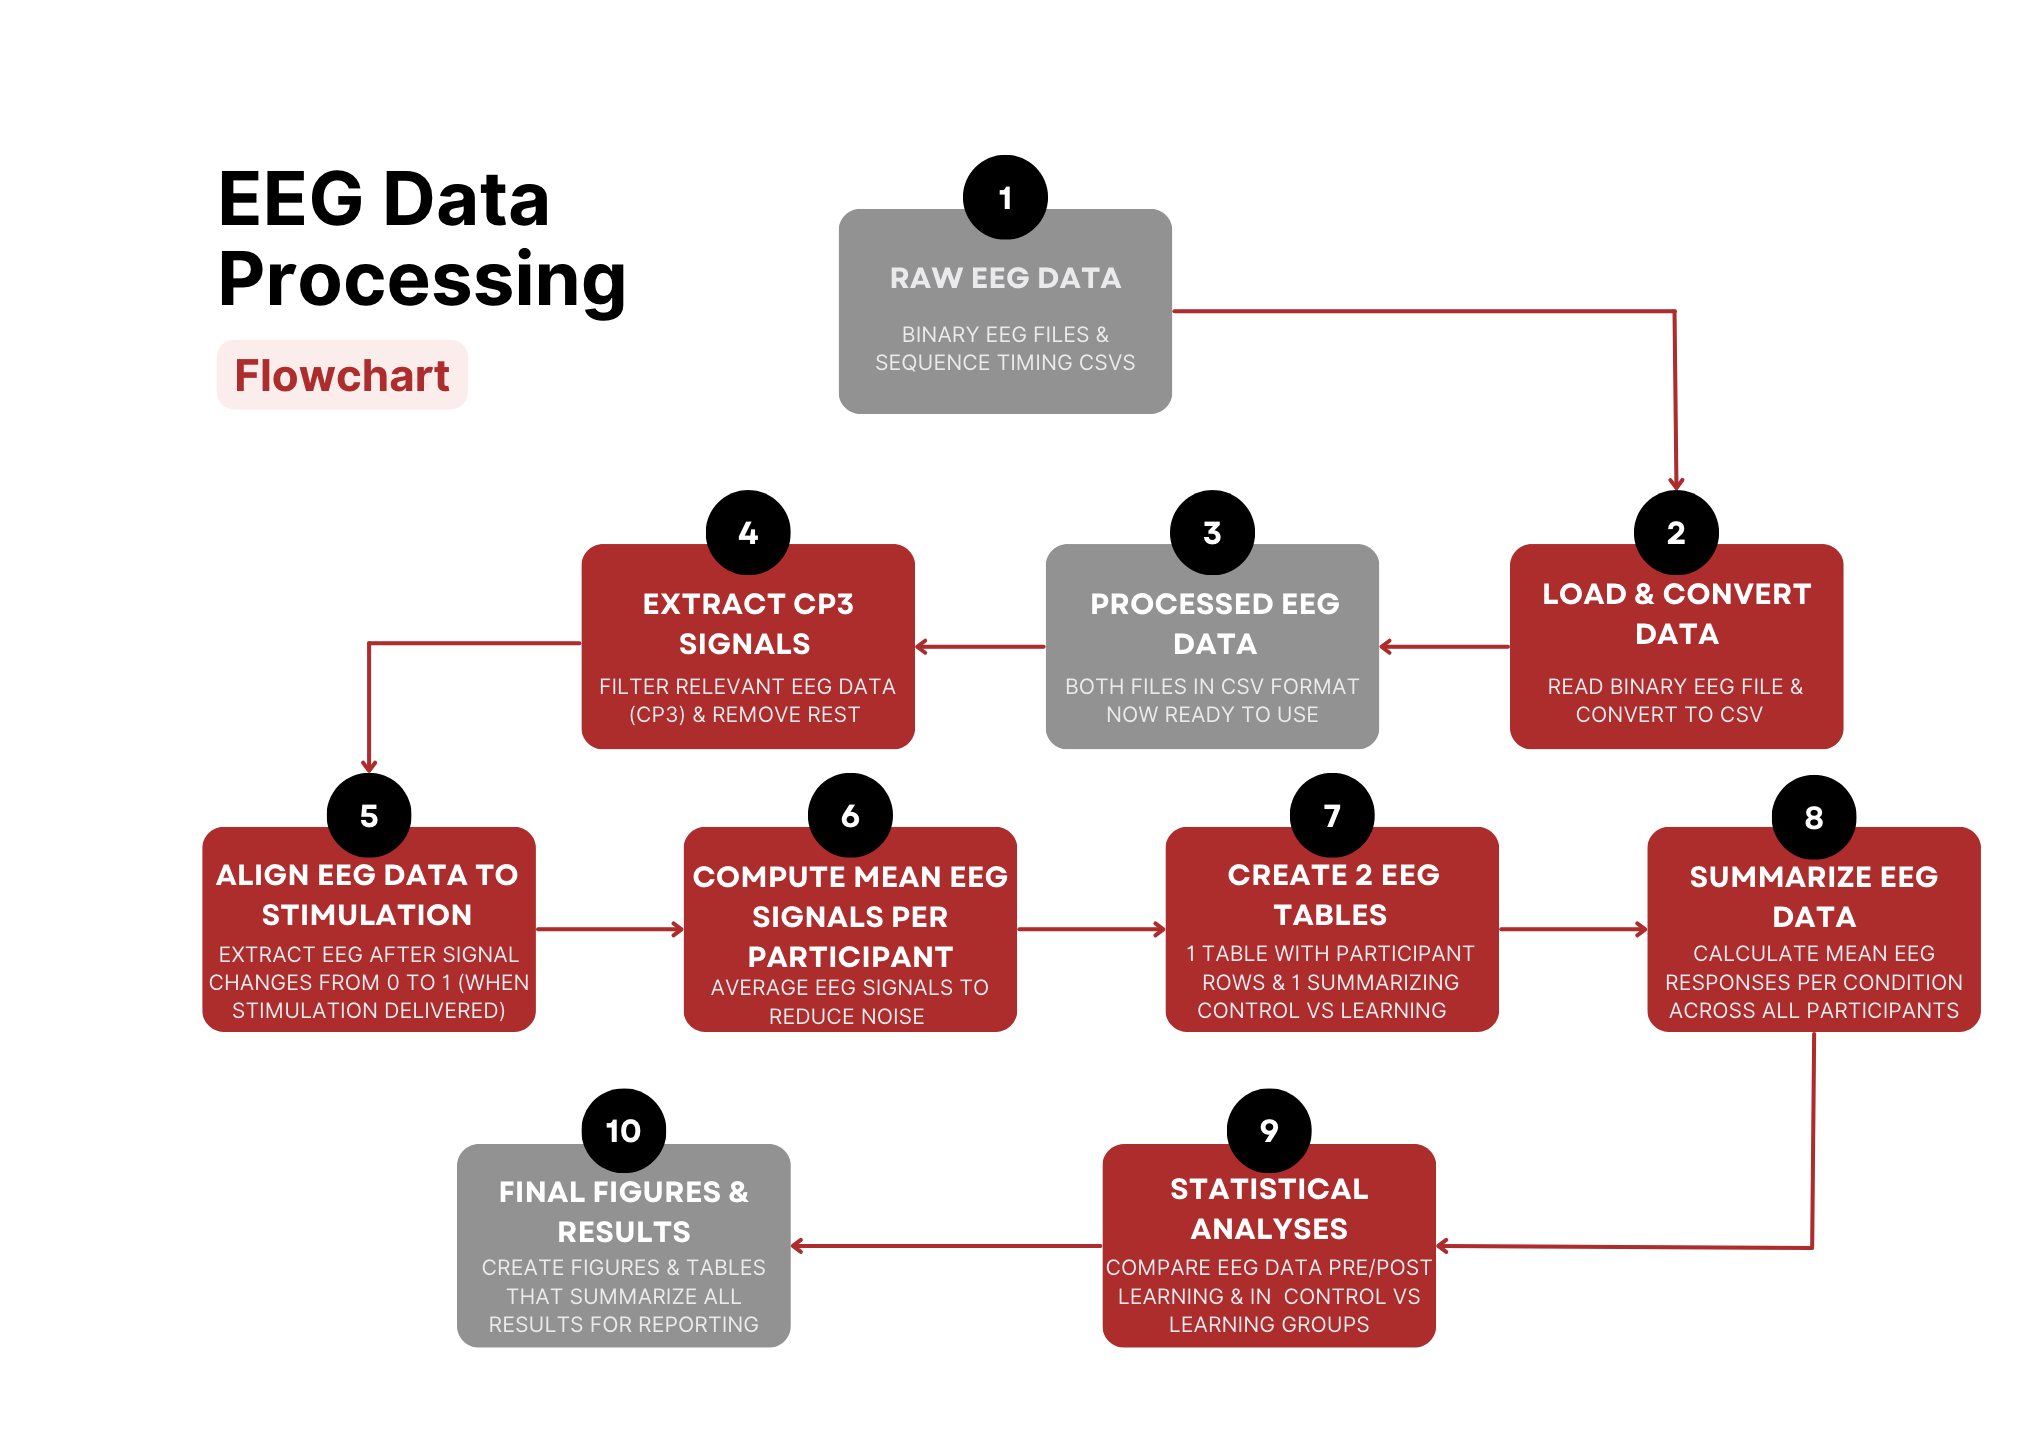 EEG Data
Processing
Flowchart
1
RAW EEG DATA
BINARY EEG FILES &
SEQUENCE TIMING CSVS
2
LOAD & CONVERT
DATA
READ BINARY EEG FILE &
CONVERT TO CSV
3
PROCESSED EEG
DATA
BOTH FILES IN CSV FORMAT
NOW READY TO USE
4
EXTRACT CP3
SIGNALS
FILTER RELEVANT EEG DATA
(CP3) & REMOVE REST
5
ALIGN EEG DATA TO
STIMULATION
EXTRACT EEG AFTER SIGNAL
CHANGES FROM 0 TO 1 (WHEN
STIMULATION DELIVERED)
6
COMPUTE MEAN EEG
SIGNALS PER
PARTICIPANT
AVERAGE EEG SIGNALS TO
REDUCE NOISE
7
CREATE 2 EEG
TABLES
1 TABLE WITH PARTICIPANT
ROWS & 1 SUMMARIZING
CONTROL VS LEARNING
8
SUMMARIZE EEG
DATA
CALCULATE MEAN EEG
RESPONSES PER CONDITION
ACROSS ALL PARTICIPANTS
9
STATISTICAL
ANALYSES
COMPARE EEG DATA PRE/POST
LEARNING & IN CONTROL VS
LEARNING GROUPS
10
FINAL FIGURES &
RESULTS
CREATE FIGURES & TABLES
THAT SUMMARIZE ALL
RESULTS FOR REPORTING